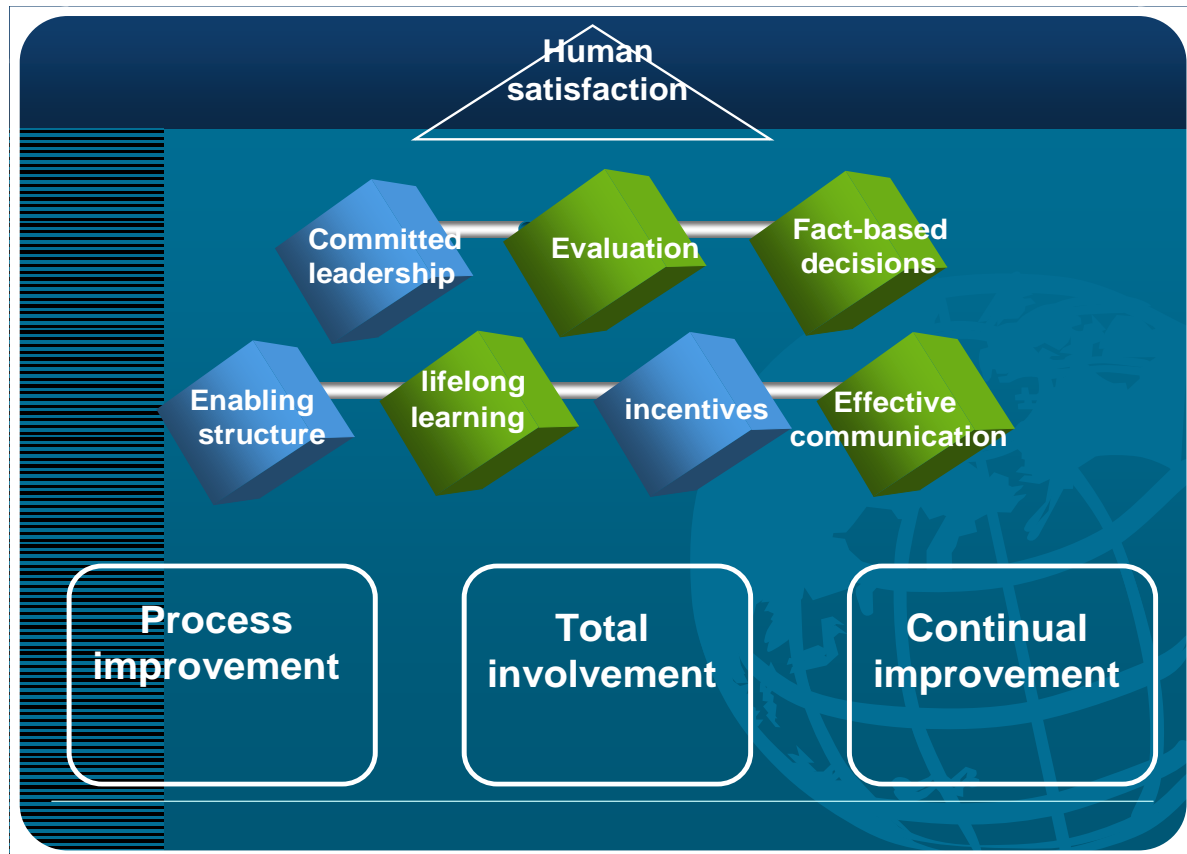 Human
satisfaction
Committed
leadership
Evaluation
Fact-based
decisions
Enabling
structure
lifelong
learning
incentives
Effective
communication
Process
improvement
Total
involvement
Continual
improvement